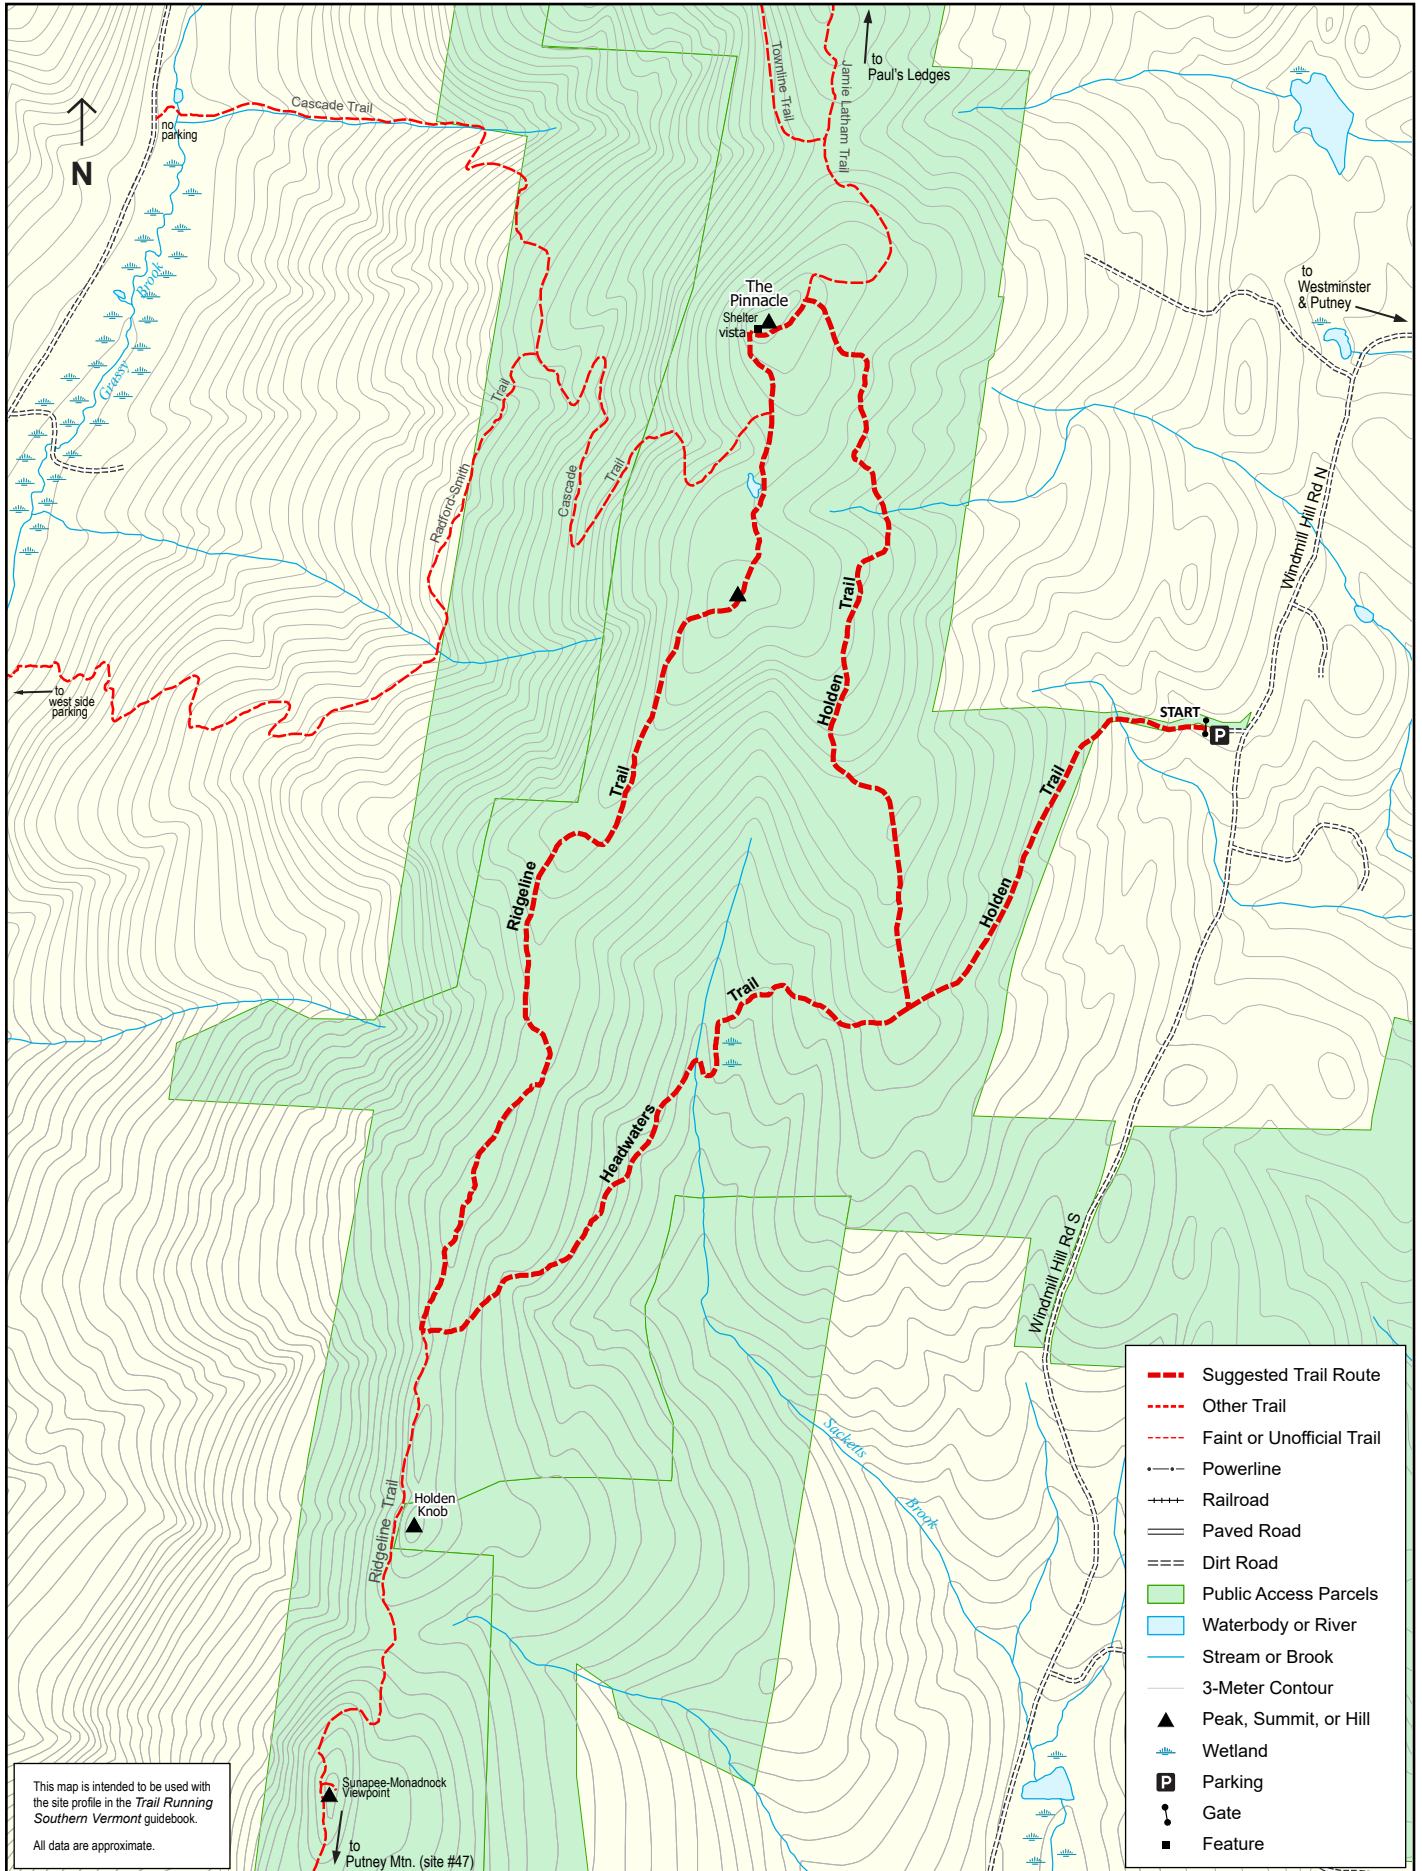 to
Paul's Ledges
Townline Trail
Jamie Latham Trail
Cascade Trail
no
parking
N
Grassy Brook
to
Westminster
& Putney
The
Pinnacle
Shelter
vista
Radford-Smith Trail
Cascade Trail
Windmill Hill Rd N
Holden Trail
to
west side
parking
START
P
Ridgeline Trail
Holden Trail
Headwaters Trail
Windmill Hill Rd S
Sacketts Brook
Holden
Knob
Ridgeline Trail
Sunapee-Monadnock
Viewpoint
to
Putney Mtn. (site #47)
This map is intended to be used with
the site profile in the Trail Running
Southern Vermont guidebook.
All data are approximate.
Suggested Trail Route
Other Trail
Faint or Unofficial Trail
Powerline
Railroad
Paved Road
Dirt Road
Public Access Parcels
Waterbody or River
Stream or Brook
3-Meter Contour
Peak, Summit, or Hill
Wetland
P Parking
Gate
Feature